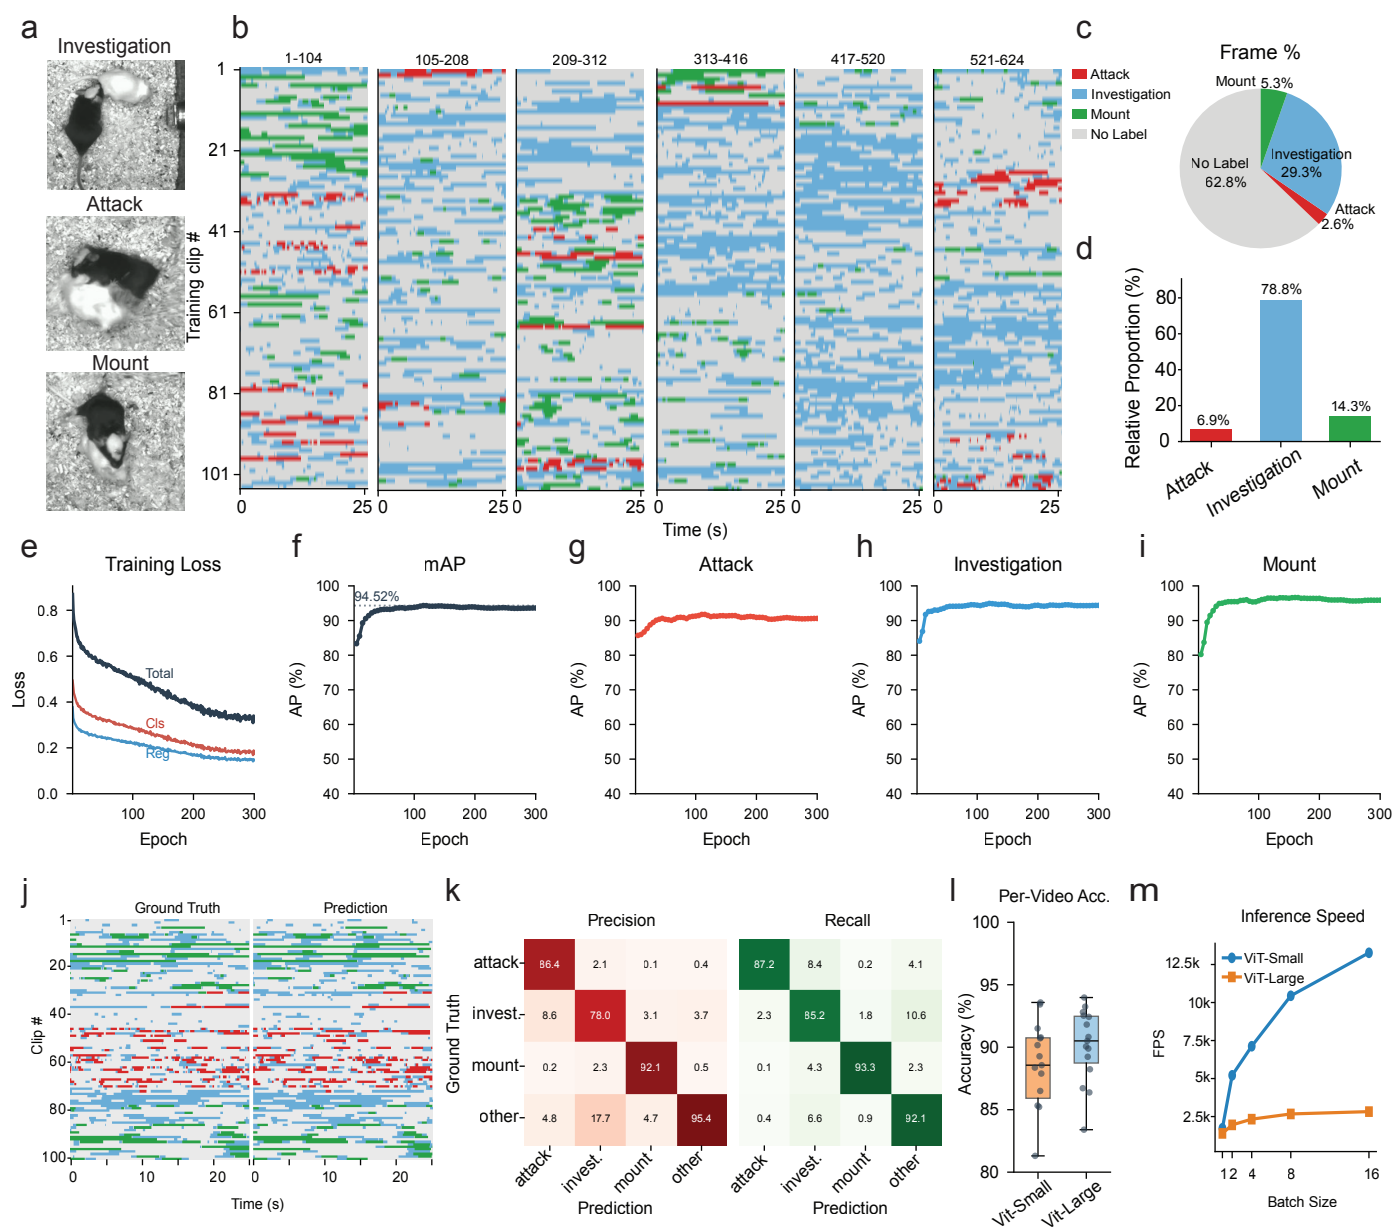 a
Investigation
Attack
Mount
b
1-104
105-208
209-312
313-416
417-520
521-624
Training clip #
1
21
41
61
81
101
0 25
0 25
0 25
0 25
0 25
0 25
Time (s)
c
Frame %
Attack
Investigation
Mount
No Label
Mount 5.3%
Investigation
29.3%
No Label
62.8%
Attack
2.6%
d
Relative Proportion (%)
80
60
40
20
0
6.9%
78.8%
14.3%
Attack
Investigation
Mount
e
Training Loss
Loss
0.8
0.6
0.4
0.2
0.0
Total
Cls
Reg
100 200 300
Epoch
f
mAP
AP (%)
100
90
80
70
60
50
40
94.52%
100 200 300
Epoch
g
Attack
AP (%)
100
90
80
70
60
50
40
100 200 300
Epoch
h
Investigation
AP (%)
100
90
80
70
60
50
40
100 200 300
Epoch
i
Mount
AP (%)
100
90
80
70
60
50
40
100 200 300
Epoch
j
Ground Truth
Prediction
Clip #
1
20
40
60
80
100
0 25
0 25
Time (s)
k
Precision
Recall
Ground Truth
attack
invest.
mount
other
86.4 2.1 0.1 0.4
8.6 78.0 3.1 3.7
0.2 2.3 92.1 0.5
4.8 17.7 4.7 95.4
87.2 8.4 0.2 4.1
2.3 85.2 1.8 10.6
0.1 4.3 93.3 2.3
0.4 6.6 0.9 92.1
attack invest. mount other
attack invest. mount other
Prediction
Prediction
l
Per-Video Acc.
Accuracy (%)
100
95
90
85
80
Vit-Small
Vit-Large
m
Inference Speed
ViT-Small
ViT-Large
FPS
12.5k
10k
7.5k
5k
2.5k
1 2 4 8 16
Batch Size